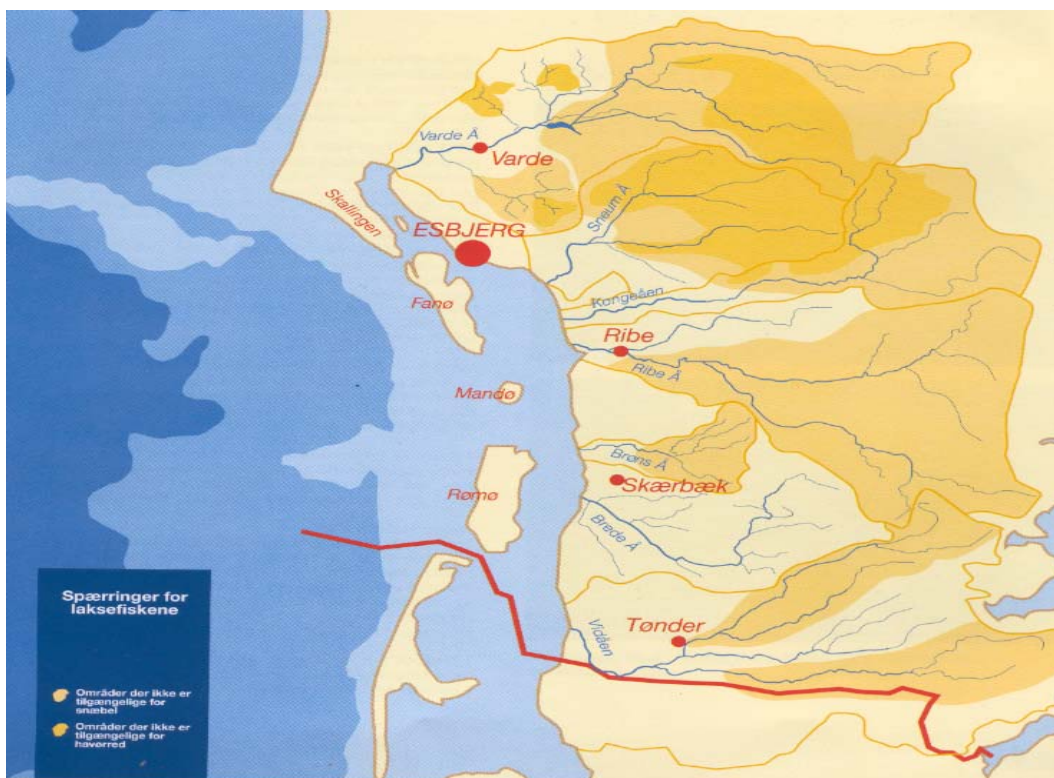 Varde Å
Varde
Skallingen
Sneum Å
ESBJERG
Fanø
Kongeåen
Ribe
Ribe Å
Mandø
Brøns Å
Skærbæk
Rømø
Brede Å
Spærringer for
laksefiskene
Vidåen
Tønder
Områder der ikke er
tilgængelige for
snæbel
Områder der ikke er
tilgængelige for
havørred